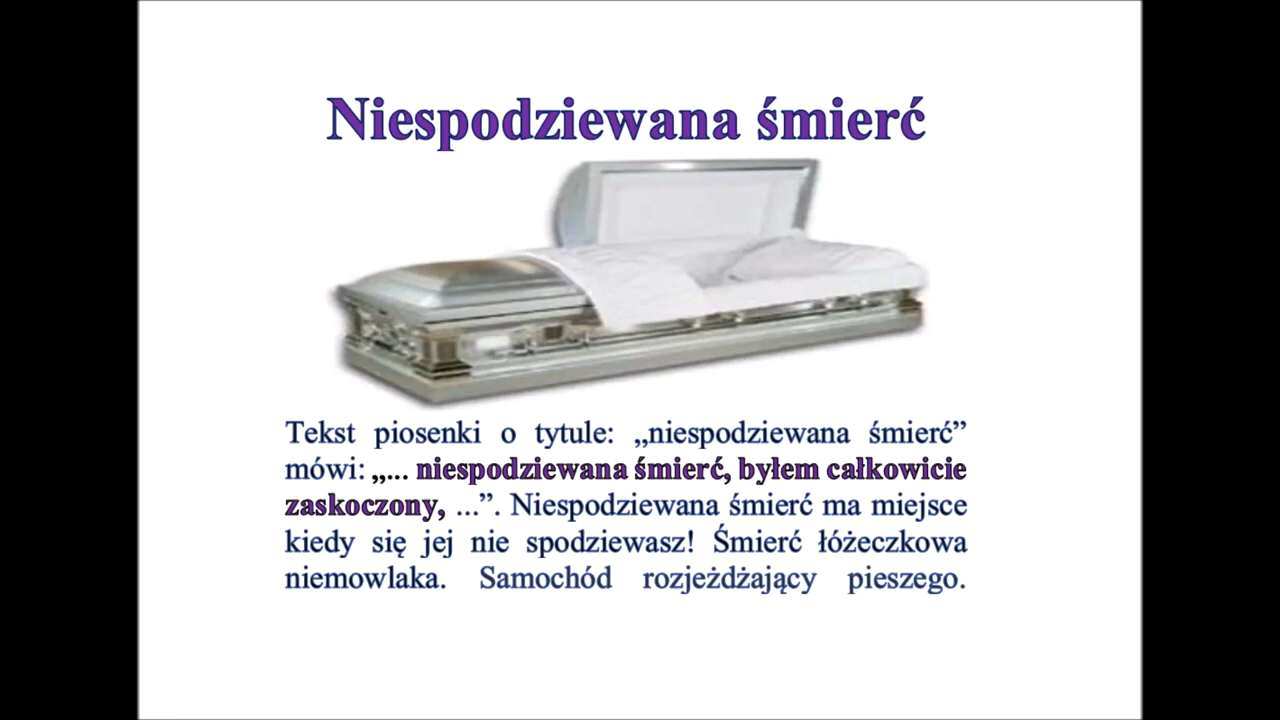 Niespodziewana śmierć
Tekst piosenki o tytule: „niespodziewana śmierć”
mówi: „... niespodziewana śmierć, byłem całkowicie
zaskoczony, ...”. Niespodziewana śmierć ma miejsce
kiedy się jej nie spodziewasz! Śmierć łóżeczkowa
niemowlaka. Samochód rozjeżdżający pieszego.